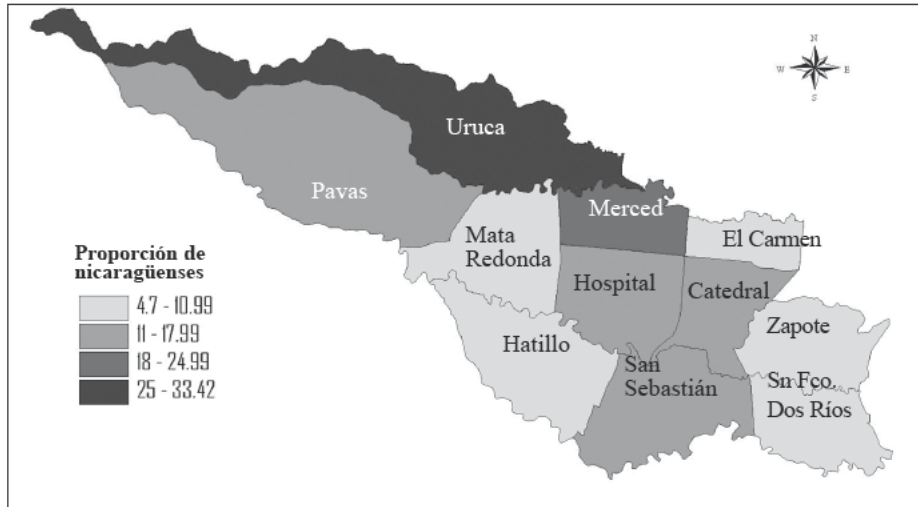 N
W E
S
Uruca
Pavas
Merced
Mata
Redonda
El Carmen
Proporción de
nicaragüenses
4.7 - 10.99
11 - 17.99
18 - 24.99
25 - 33.42
Hospital
Catedral
Hatillo
Zapote
San
Sebastián
Sn Fco.
Dos Ríos